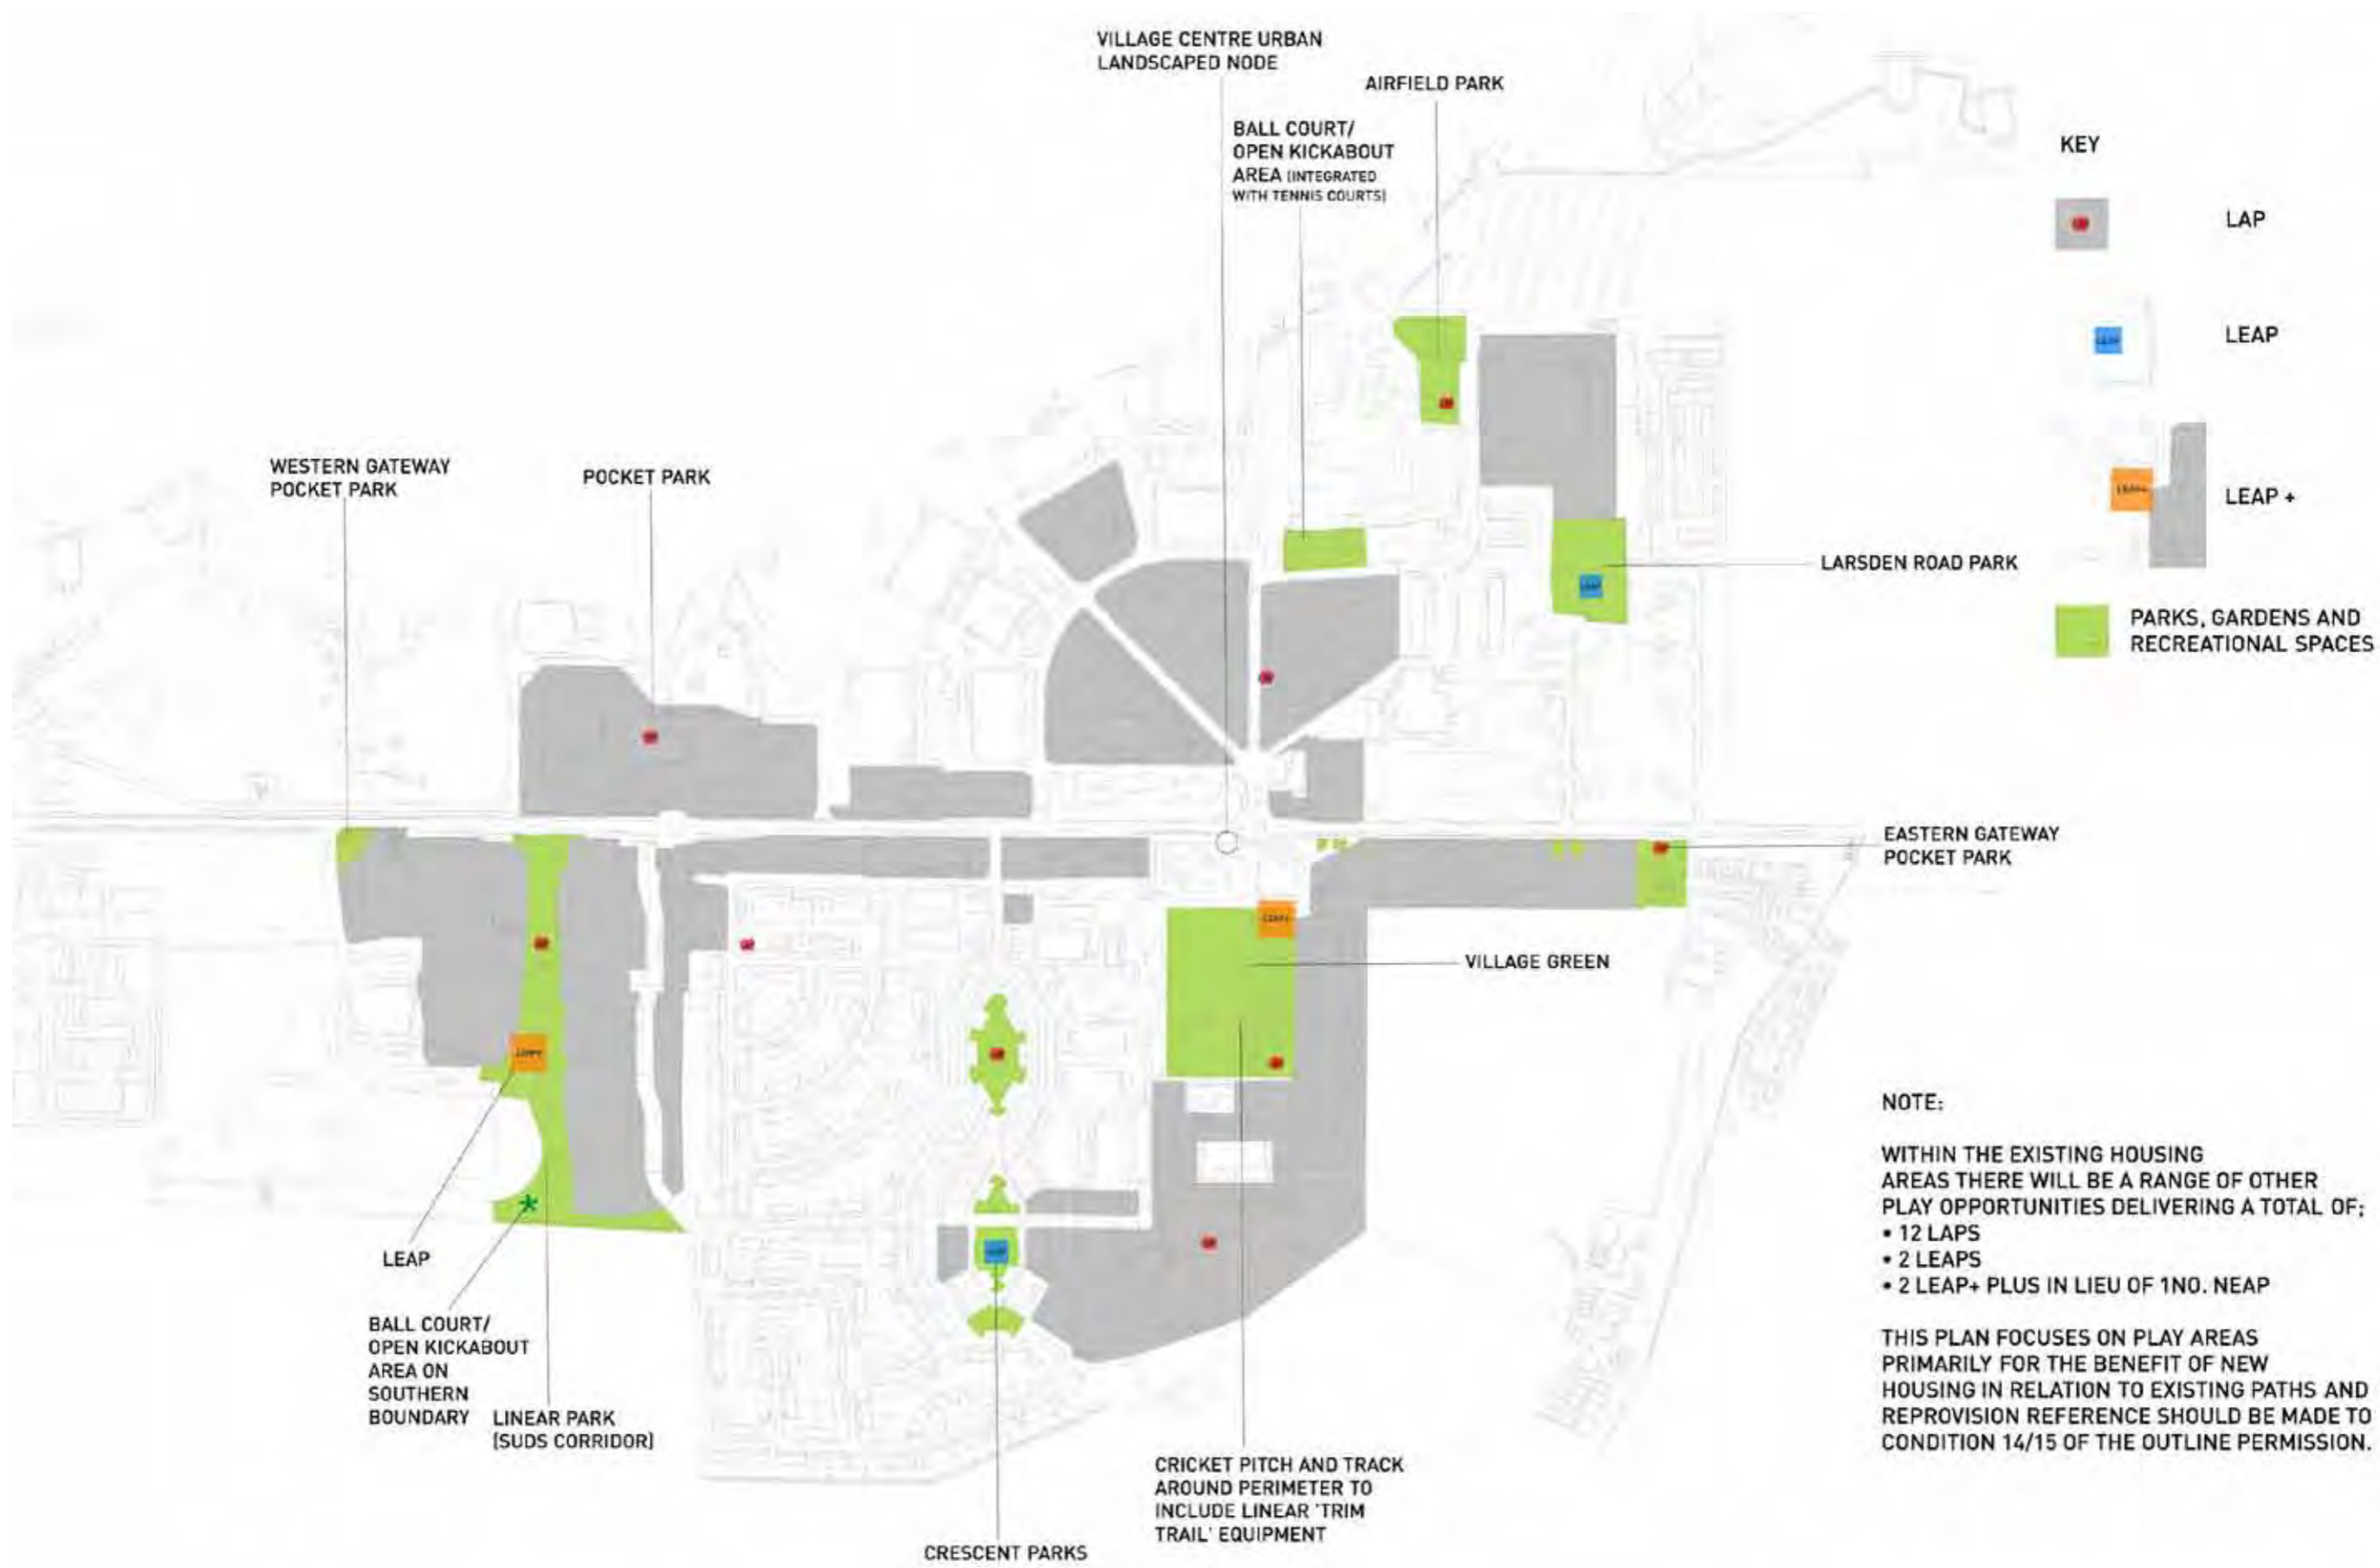 VILLAGE CENTRE URBAN
LANDSCAPED NODE
AIRFIELD PARK
BALL COURT/
OPEN KICKABOUT
AREA (INTEGRATED
WITH TENNIS COURTS)
KEY
LAP
LEAP
LEAP +
PARKS, GARDENS AND
RECREATIONAL SPACES
WESTERN GATEWAY
POCKET PARK
POCKET PARK
LARSDEN ROAD PARK
EASTERN GATEWAY
POCKET PARK
VILLAGE GREEN
LEAP
BALL COURT/
OPEN KICKABOUT
AREA ON
SOUTHERN
BOUNDARY
LINEAR PARK
(SUDS CORRIDOR)
CRESCENT PARKS
CRICKET PITCH AND TRACK
AROUND PERIMETER TO
INCLUDE LINEAR 'TRIM
TRAIL' EQUIPMENT
NOTE:
WITHIN THE EXISTING HOUSING
AREAS THERE WILL BE A RANGE OF OTHER
PLAY OPPORTUNITIES DELIVERING A TOTAL OF;
• 12 LAPS
• 2 LEAPS
• 2 LEAP+ PLUS IN LIEU OF 1NO. NEAP
THIS PLAN FOCUSES ON PLAY AREAS
PRIMARILY FOR THE BENEFIT OF NEW
HOUSING IN RELATION TO EXISTING PATHS AND
REPROVISION REFERENCE SHOULD BE MADE TO
CONDITION 14/15 OF THE OUTLINE PERMISSION.